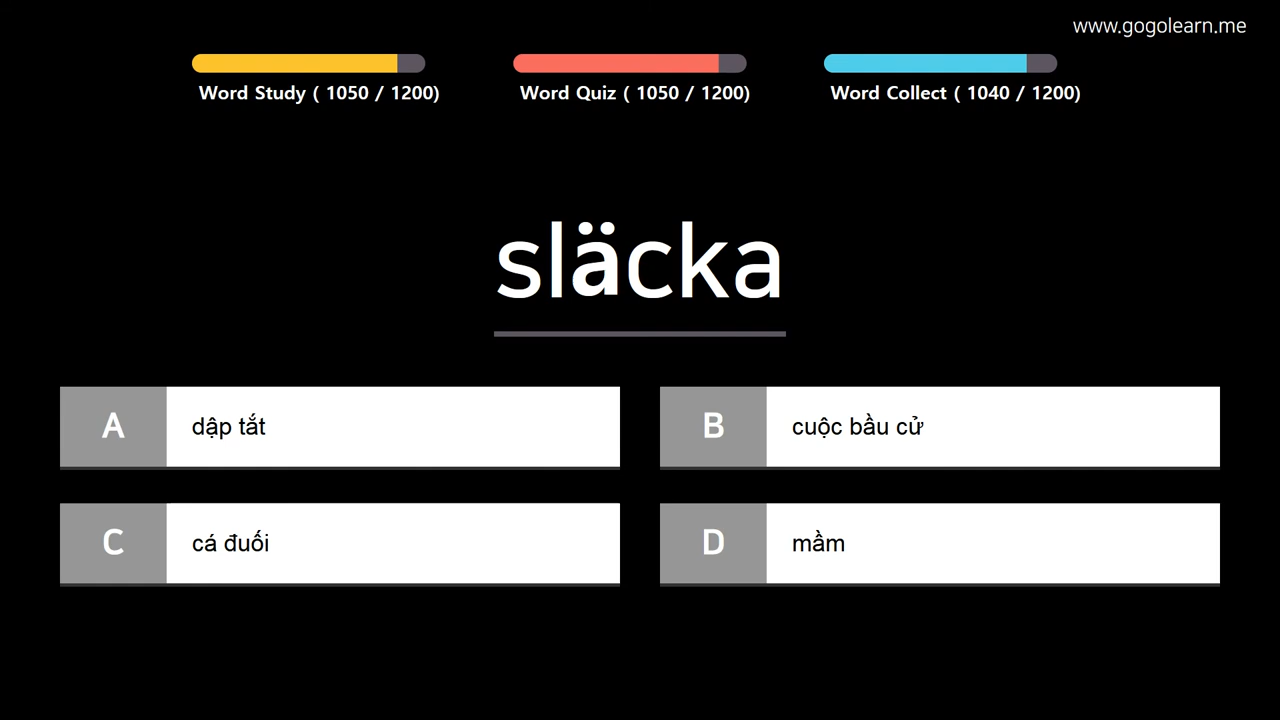 www.gogolearn.me
Word Study ( 1050 / 1200)
Word Quiz ( 1050 / 1200)
Word Collect ( 1040 / 1200)
släcka
A dập tắt
B cuộc bầu cử
C cá đuối
D mầm